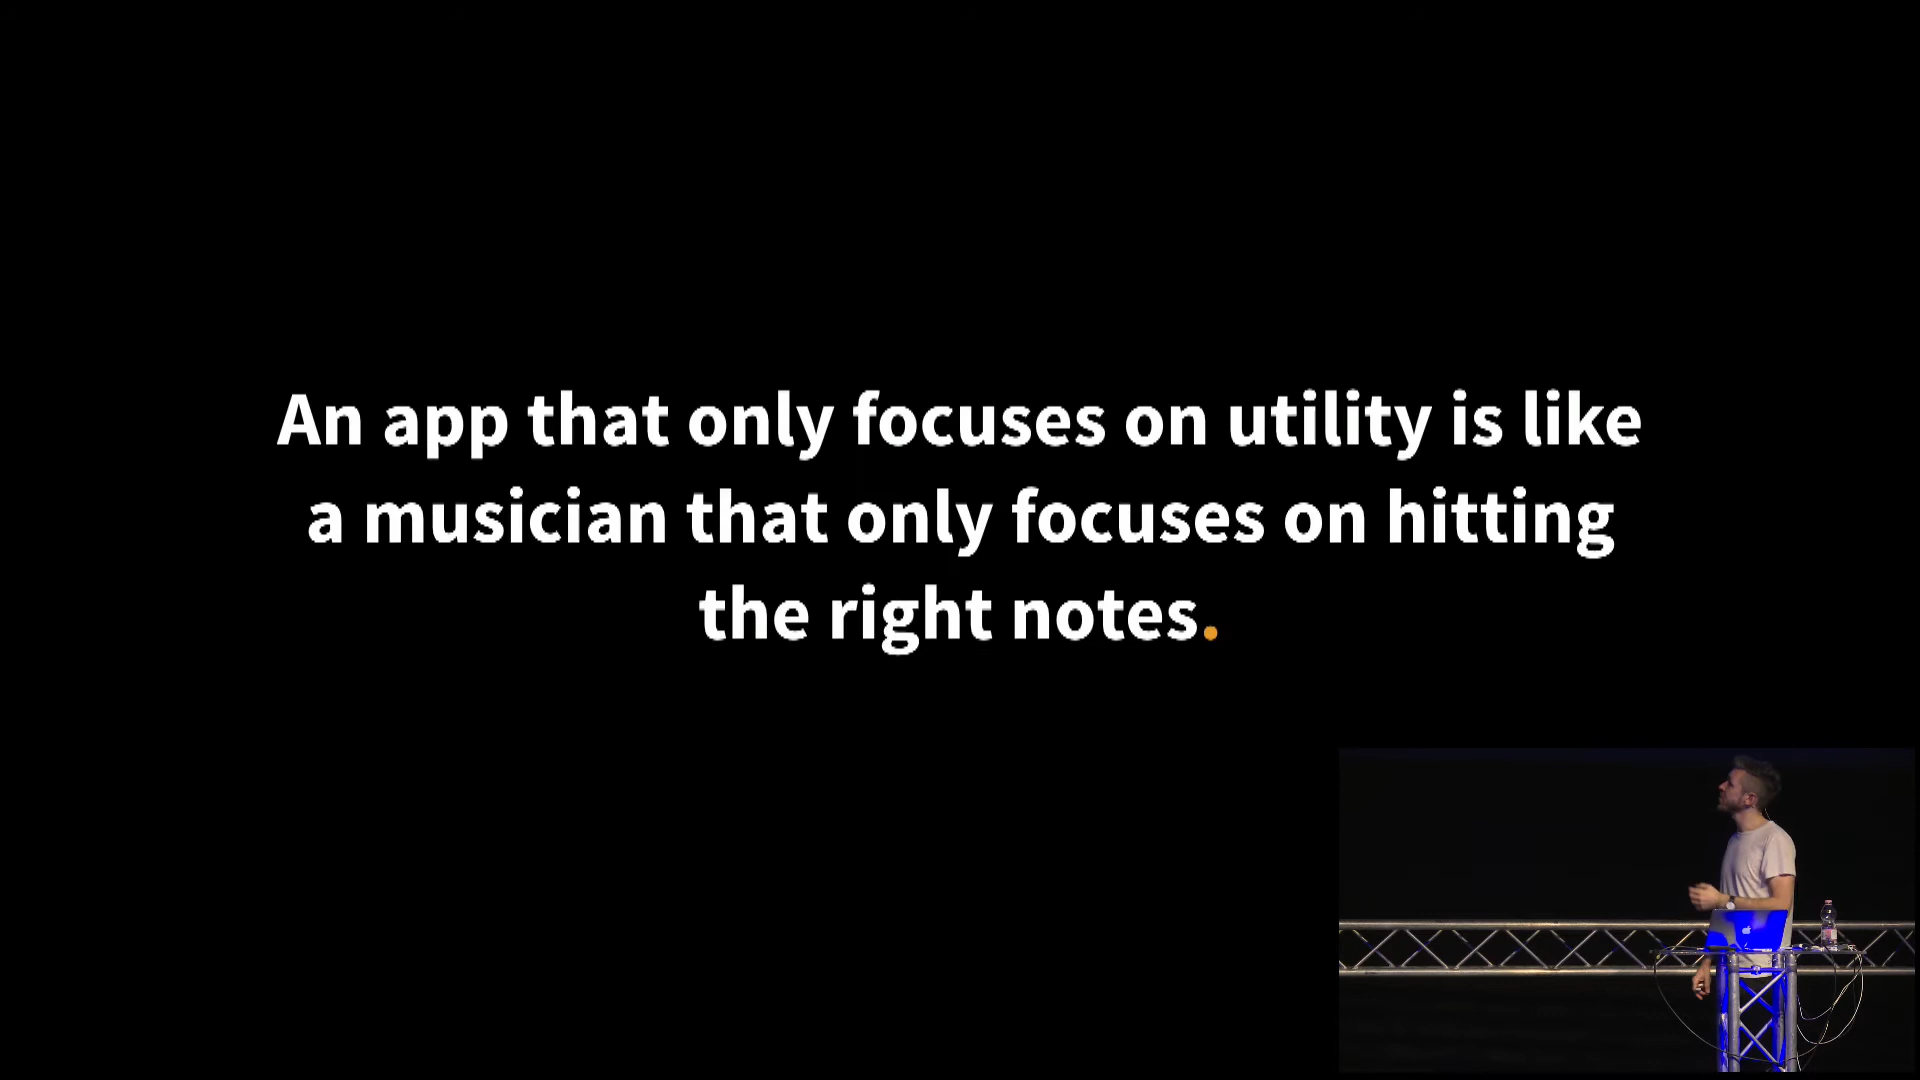 An app that only focuses on utility is like
a musician that only focuses on hitting
the right notes.